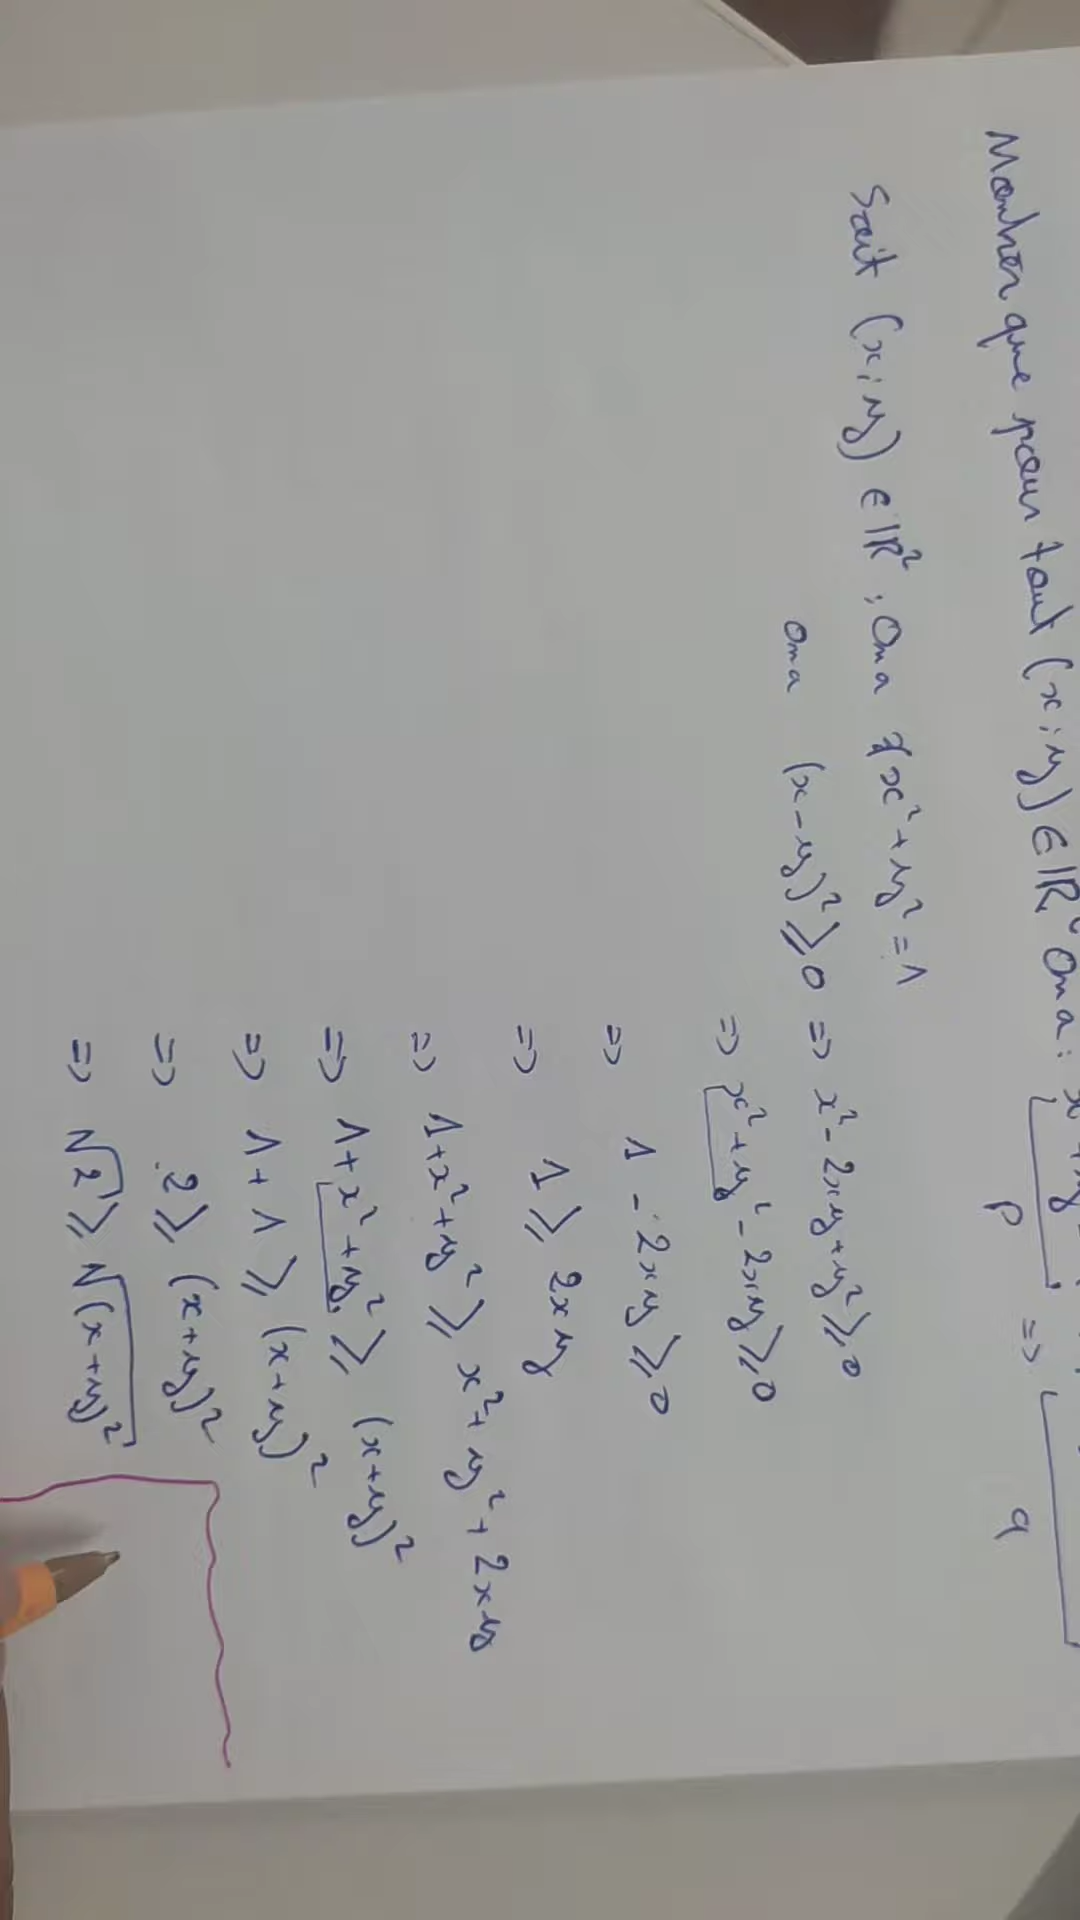 Montrer que pour tout (x;y) ∈ ℝ² On a: x²+y²
P => q
Soit (x;y) ∈ ℝ² ; On a x²+y² = 1
On a (x-y)² ⩾ 0 => x² - 2xy + y² ⩾ 0
=> x² + y² - 2xy ⩾ 0
=> 1 - 2xy ⩾ 0
=> 1 ⩾ 2xy
=> 1+x²+y² ⩾ x²+y²+2xy
=> 1+x²+y² ⩾ (x+y)²
=> 1+1 ⩾ (x+y)²
=> 2 ⩾ (x+y)²
=> √2 ⩾ √(x+y)²